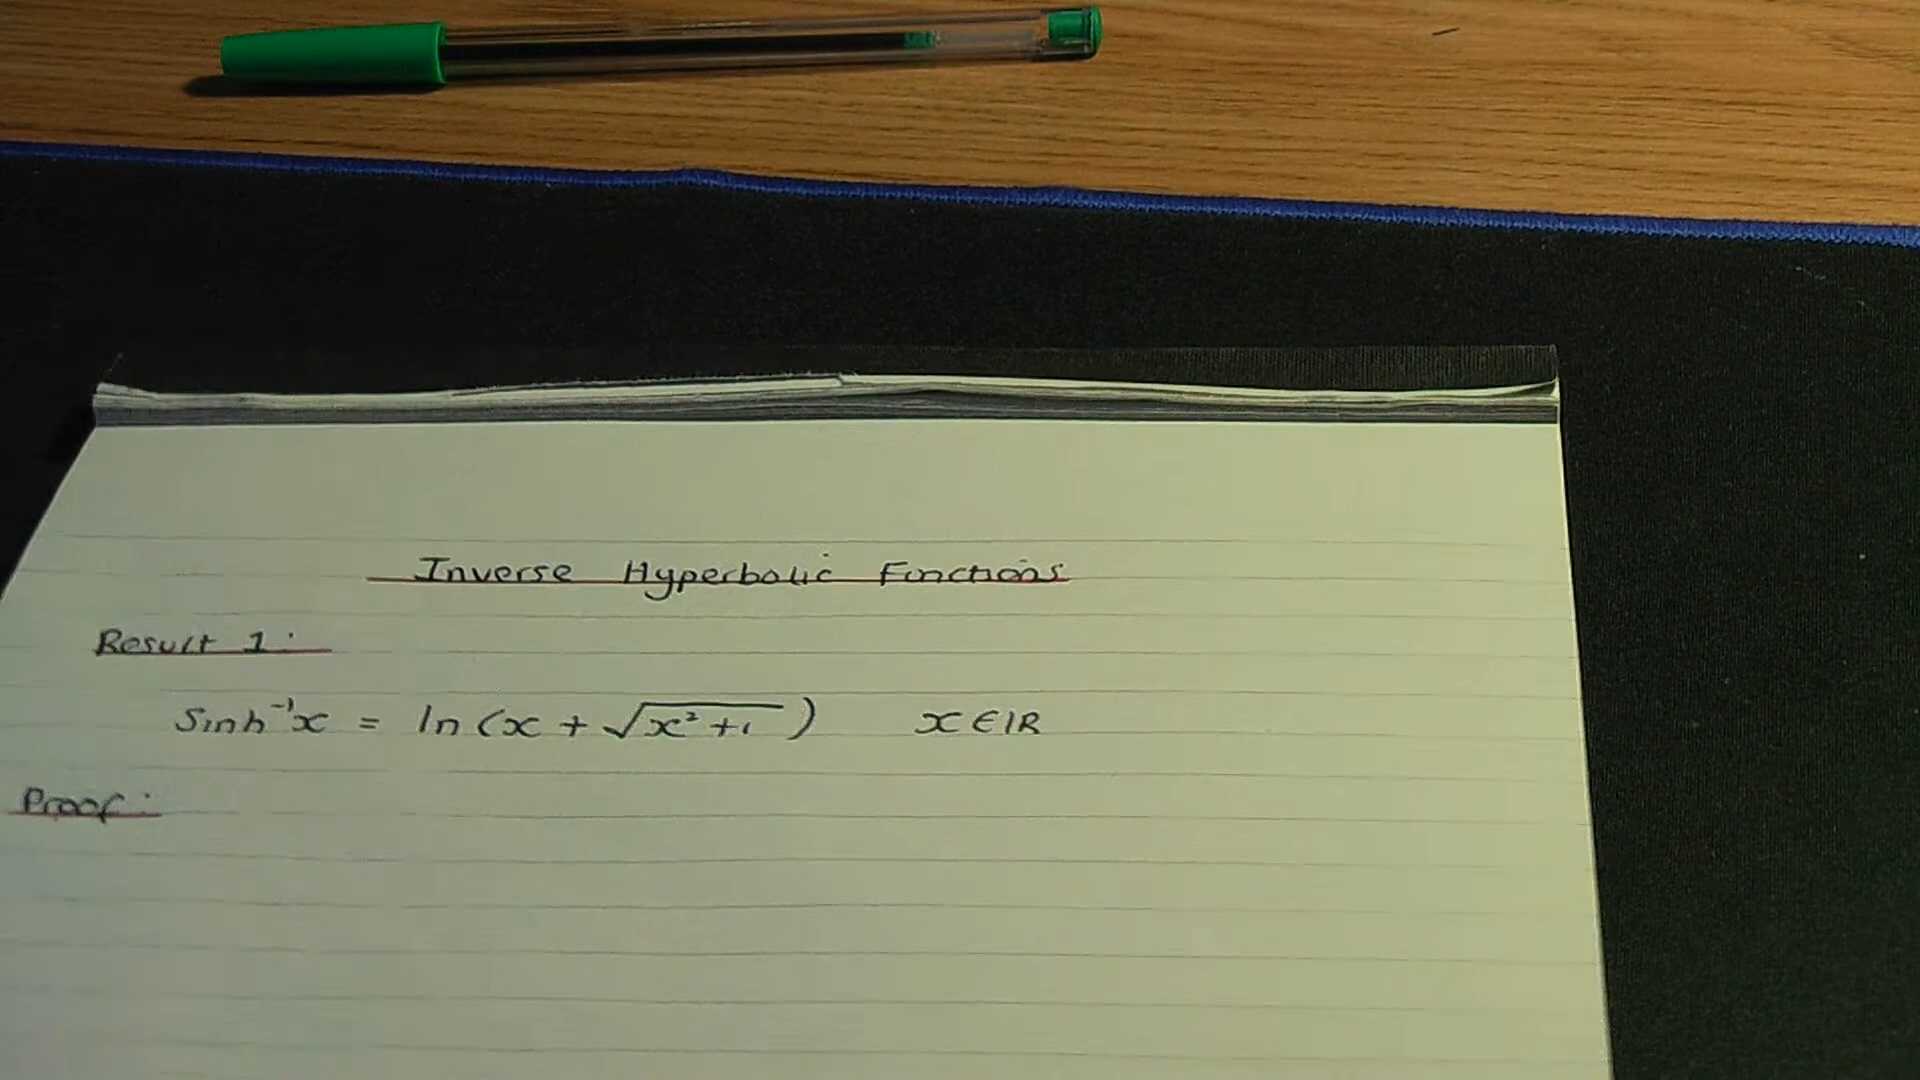 Inverse Hyperbolic Functions
Result 1:
Sinh⁻¹x = ln(x + √(x²+1)) x ∈ ℝ
Proof: